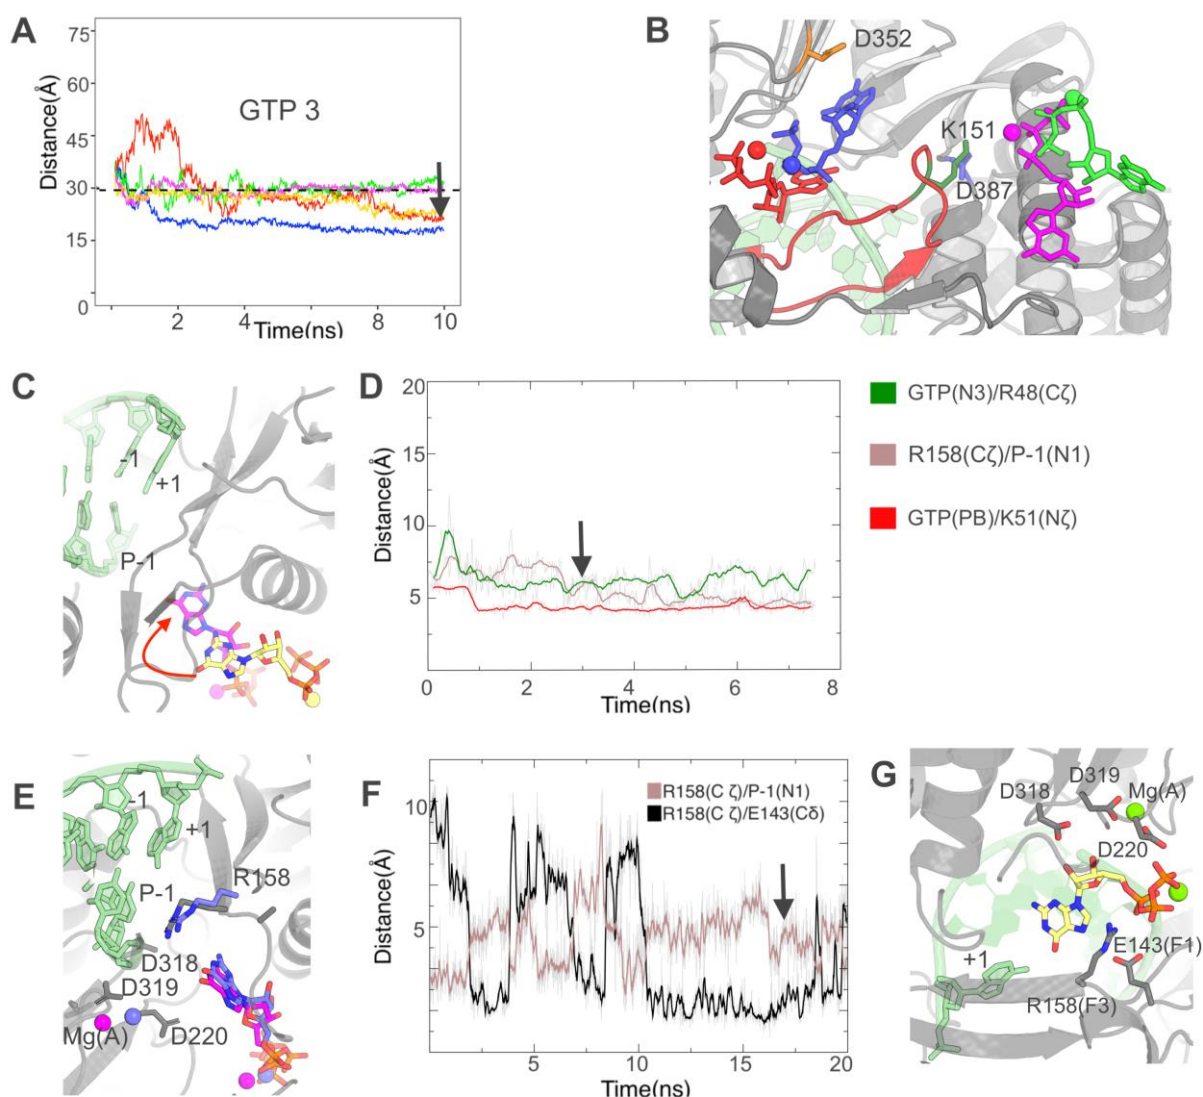 A
75
60
45
30
15
0
Distance(Å)
GTP 3
2
4
6
8
10
Time(ns)
B
D352
K151
D387
C
-1
+1
P-1
D
20
15
10
5
Distance(Å)
0
2
4
6
8
Time(ns)
GTP(N3)/R48(Cζ)
R158(Cζ)/P-1(N1)
GTP(PB)/K51(Nζ)
E
-1
+1
P-1
R158
D318
D319
Mg(A)
D220
F
10
5
Distance(Å)
R158(C ζ)/P-1(N1)
R158(C ζ)/E143(Cδ)
5
10
15
20
Time(ns)
G
D319
D318
Mg(A)
D220
E143(F1)
+1
R158(F3)